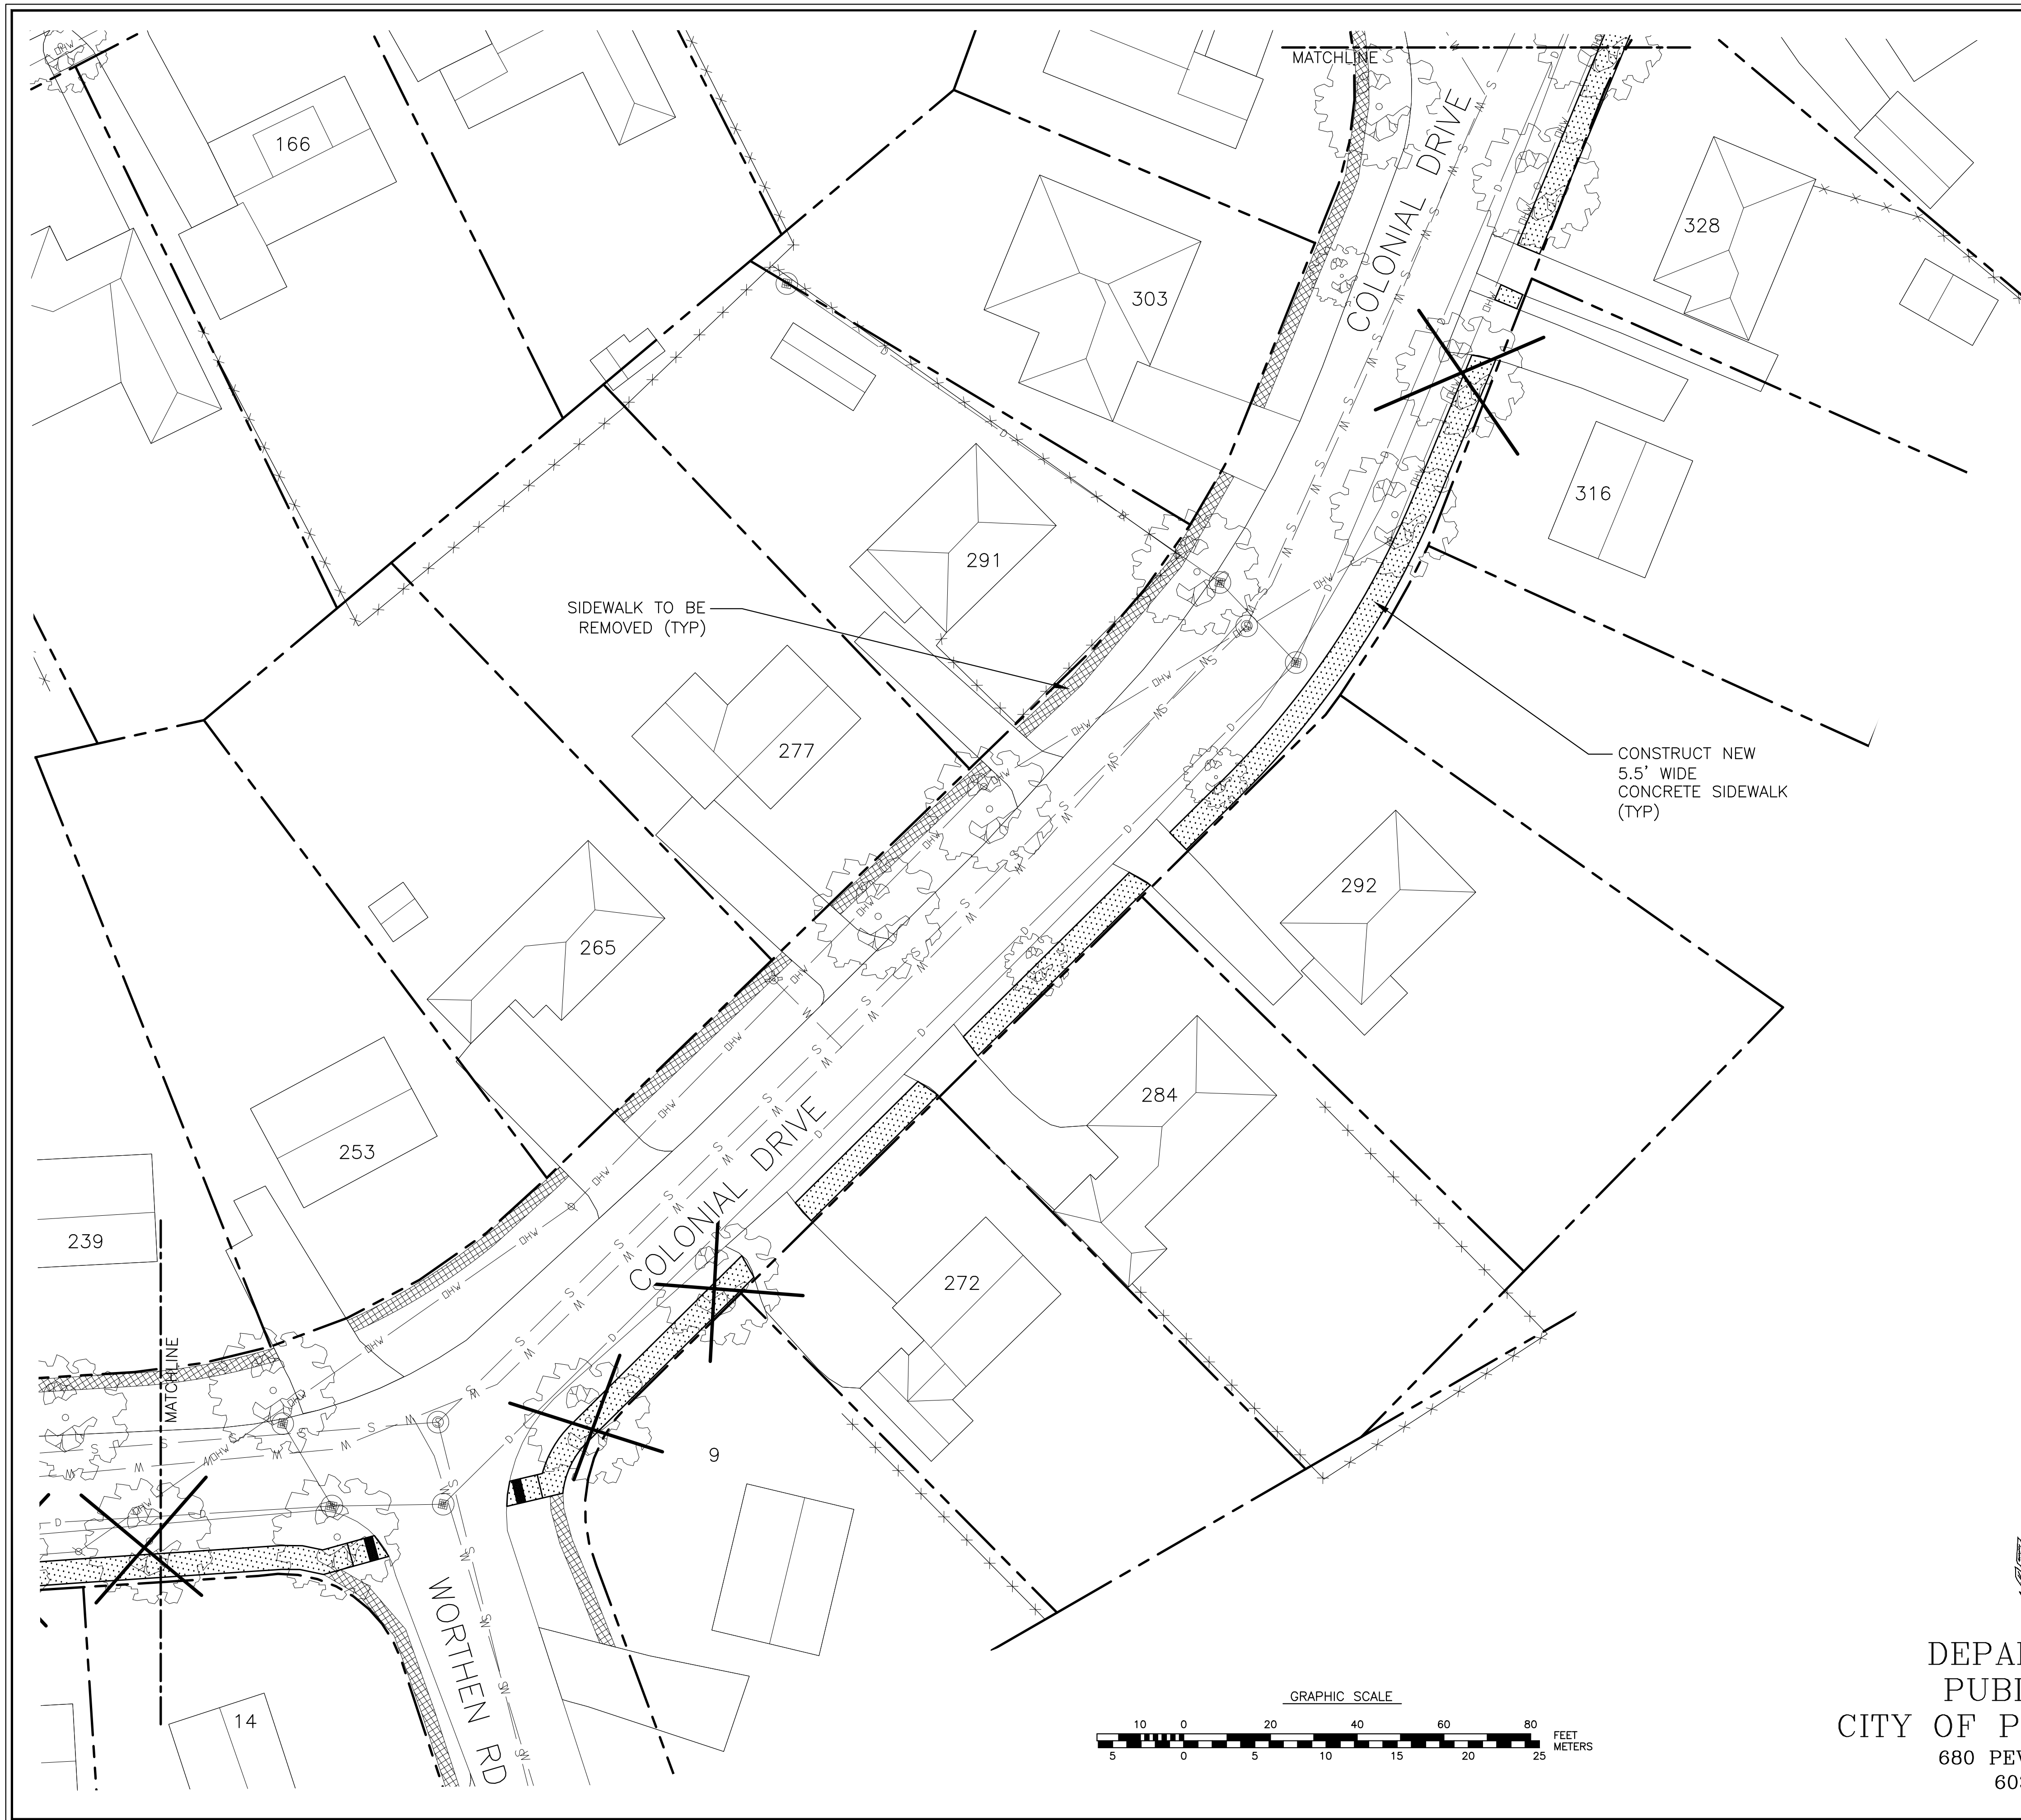 MATCHLINE
COLONIAL DRIVE
166
328
303
316
291
SIDEWALK TO BE
REMOVED (TYP)
277
CONSTRUCT NEW
5.5' WIDE
CONCRETE SIDEWALK
(TYP)
292
265
284
253
COLONIAL DRIVE
239
272
MATCHLINE
9
WORTHEN RD
14
GRAPHIC SCALE
10 0 20 40 60 80
FEET
METERS
5 0 5 10 15 20 25
DEPA
PUB
CITY OF P
680 PE
60